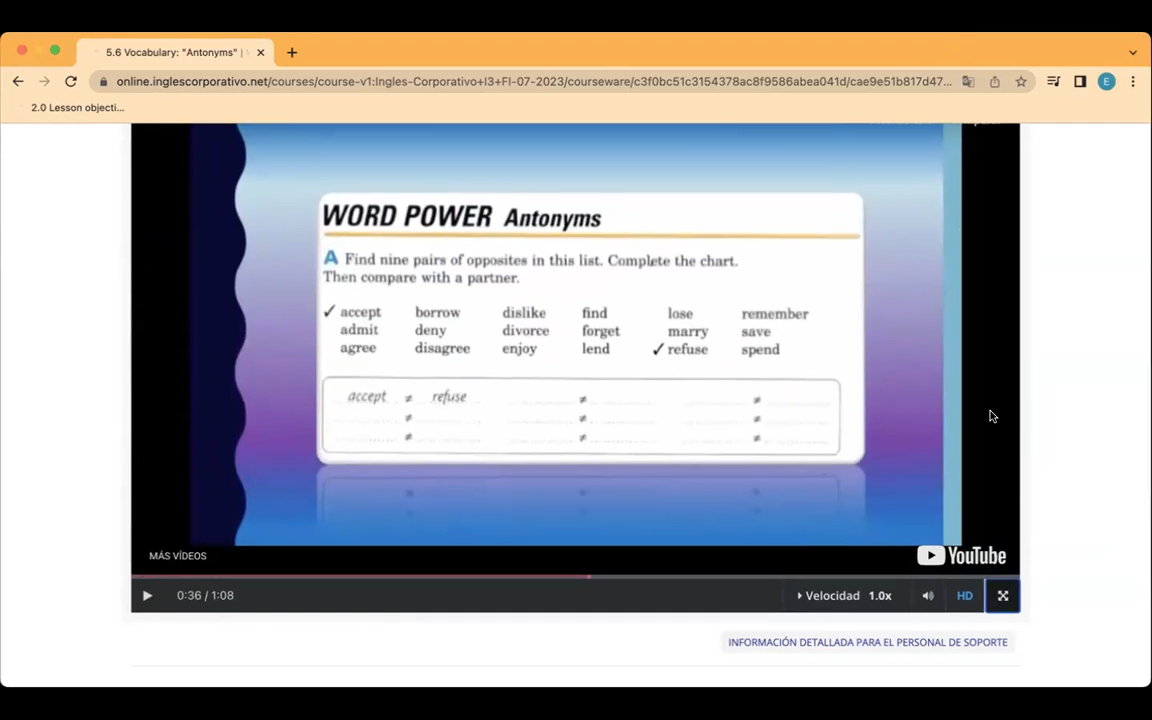 5.6 Vocabulary: "Antonyms" |
online.inglescorporativo.net/courses/course-v1:Ingles-Corporativo+I3+FI-07-2023/courseware/c3f0bc51c3154378ac8f9586abea041d/cae9e51b817d47...
E
2.0 Lesson objecti...
WORD POWER Antonyms
A Find nine pairs of opposites in this list. Complete the chart.
Then compare with a partner.
✓ accept borrow dislike find lose remember
admit deny divorce forget marry save
agree disagree enjoy lend ✓ refuse spend
accept ≠ refuse ≠ ≠
≠ ≠ ≠
≠ ≠ ≠
MÁS VÍDEOS
YouTube
0:36 / 1:08 Velocidad 1.0x HD
INFORMACIÓN DETALLADA PARA EL PERSONAL DE SOPORTE